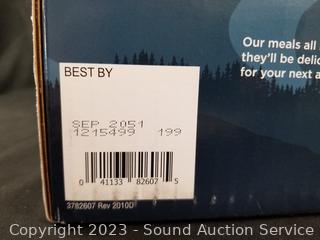 Our meals all
they'll be delic
for your next a
BEST BY
SEP 2051
1215499 199
0 41133 82607 5
3782607 Rev 2010D
Copyright 2023 - Sound Auction Service